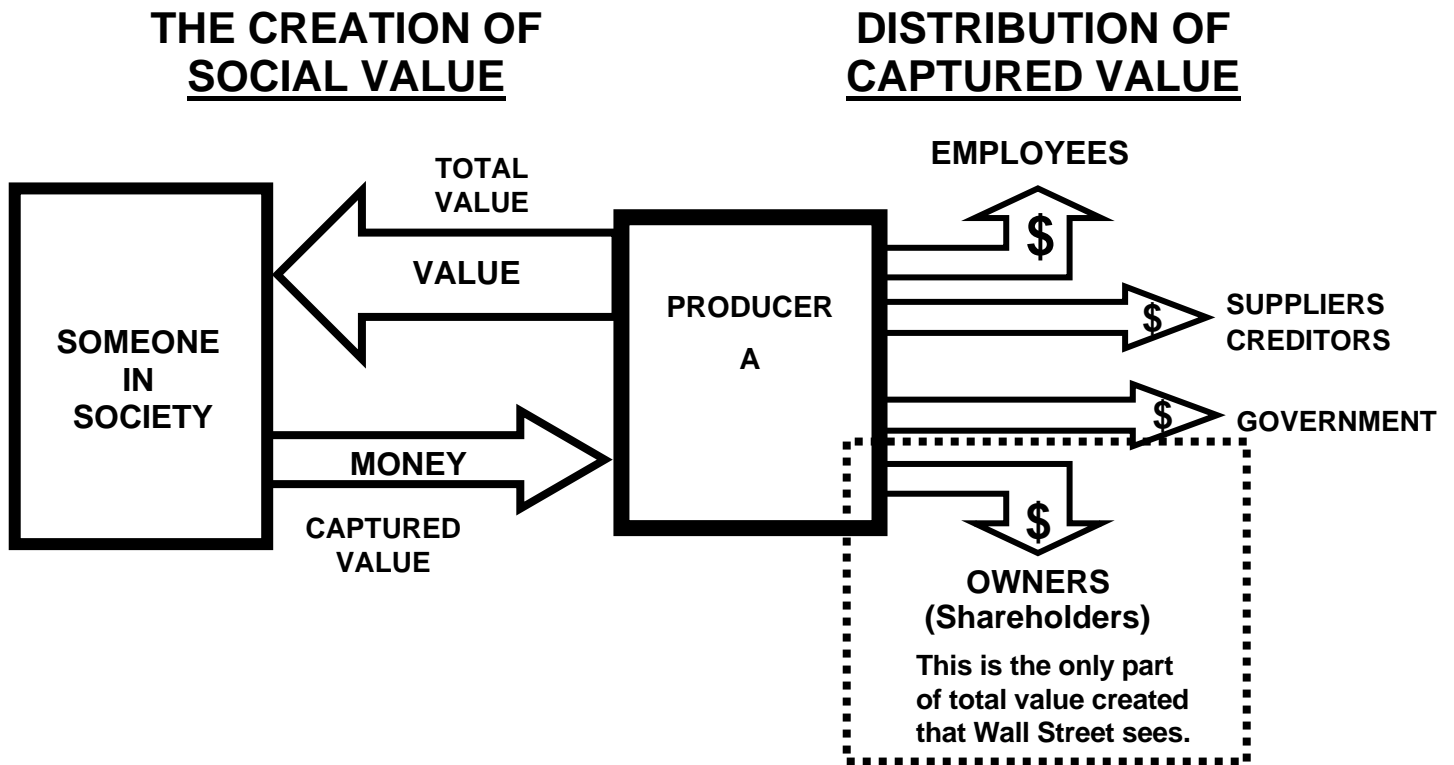 THE CREATION OF
SOCIAL VALUE
DISTRIBUTION OF
CAPTURED VALUE
TOTAL
VALUE
VALUE
SOMEONE
IN
SOCIETY
MONEY
CAPTURED
VALUE
PRODUCER
A
EMPLOYEES
$
$
SUPPLIERS
CREDITORS
$
GOVERNMENT
$
OWNERS
(Shareholders)
This is the only part
of total value created
that Wall Street sees.